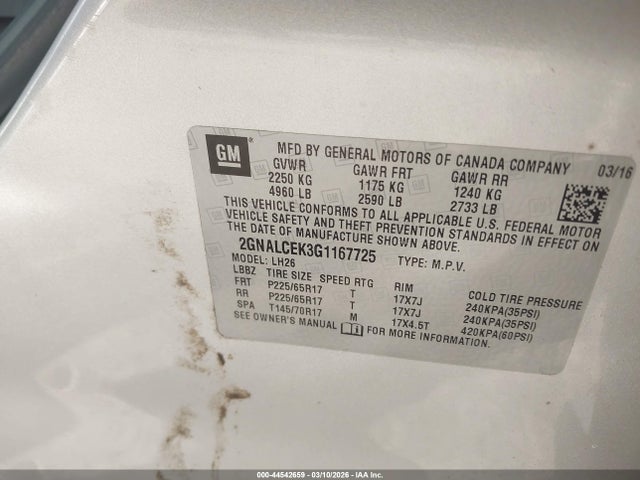 GM
MFD BY GENERAL MOTORS OF CANADA COMPANY 03/16
GVWR GAWR FRT GAWR RR
2250 KG 1175 KG 1240 KG
4960 LB 2590 LB 2733 LB
THIS VEHICLE CONFORMS TO ALL APPLICABLE U.S. FEDERAL MOTOR
VEHICLE SAFETY AND THEFT PREVENTION STANDARDS IN EFFECT ON
THE DATE OF MANUFACTURE SHOWN ABOVE.
2GNALCEK3G1167725 TYPE: M.P.V.
MODEL: LH26
LBBZ TIRE SIZE SPEED RTG RIM COLD TIRE PRESSURE
FRT P225/65R17 T 17X7J 240KPA(35PSI)
RR P225/65R17 T 17X7J 240KPA(35PSI)
SPA T145/70R17 M 17X4.5T 420KPA(60PSI)
SEE OWNER'S MANUAL FOR MORE INFORMATION.
000-44542659 - 03/10/2026 - IAA Inc.